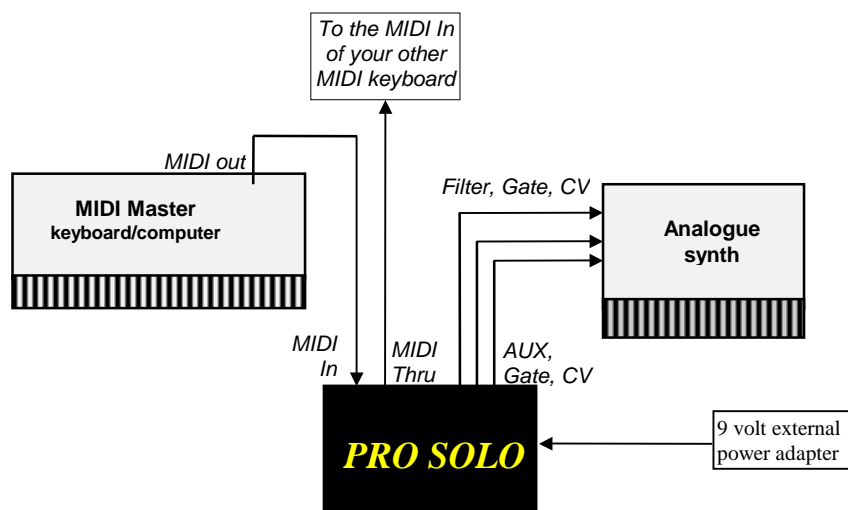 To the MIDI In
of your other
MIDI keyboard
MIDI out
MIDI Master
keyboard/computer
Filter, Gate, CV
Analogue
synth
MIDI
In
MIDI
Thru
AUX,
Gate, CV
PRO SOLO
9 volt external
power adapter